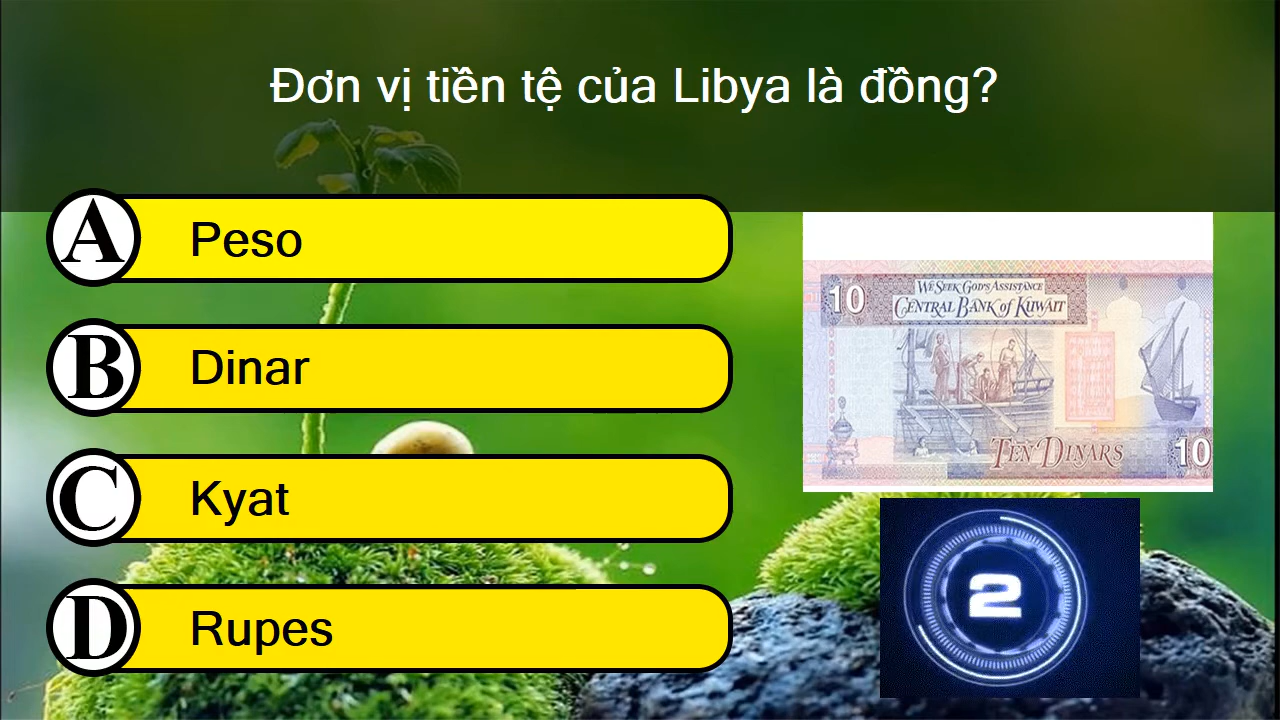 Đơn vị tiền tệ của Libya là đồng?
A Peso
B Dinar
C Kyat
D Rupes
10 WE SEEK GOD'S ASSISTANCE
CENTRAL BANK of KUWAIT
TEN DINARS 10
2